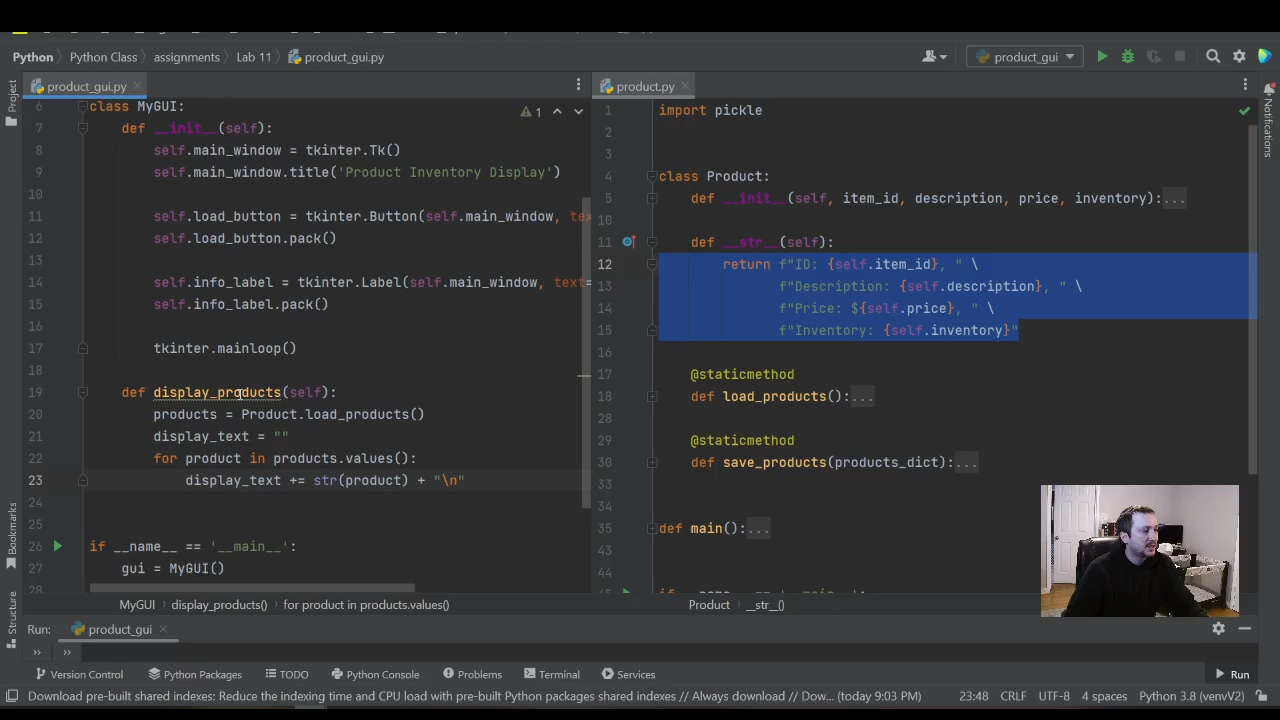 Python
Python Class
assignments
Lab 11
product_gui.py
product_gui
product_gui.py
product.py
Project
Bookmarks
Structure
Notifications
1
6 class MyGUI:
7 def __init__(self):
8 self.main_window = tkinter.Tk()
9 self.main_window.title('Product Inventory Display')
10
11 self.load_button = tkinter.Button(self.main_window, tex
12 self.load_button.pack()
13
14 self.info_label = tkinter.Label(self.main_window, text=
15 self.info_label.pack()
16
17 tkinter.mainloop()
18
19 def display_products(self):
20 products = Product.load_products()
21 display_text = ""
22 for product in products.values():
23 display_text += str(product) + "\n"
24
25
26 if __name__ == '__main__':
27 gui = MyGUI()
28
MyGUI
display_products()
for product in products.values()
1 import pickle
2
3
4 class Product:
5 def __init__(self, item_id, description, price, inventory):...
10
11 def __str__(self):
12 return f"ID: {self.item_id}, " \
13 f"Description: {self.description}, " \
14 f"Price: ${self.price}, " \
15 f"Inventory: {self.inventory}"
16
17 @staticmethod
18 def load_products():...
28
29 @staticmethod
30 def save_products(products_dict):...
33
34
35 def main():...
43
44
Product
__str__()
Run:
product_gui
»
»
Version Control
Python Packages
TODO
Python Console
Problems
Terminal
Services
Run
Download pre-built shared indexes: Reduce the indexing time and CPU load with pre-built Python packages shared indexes // Always download // Dow... (today 9:03 PM)
23:48
CRLF
UTF-8
4 spaces
Python 3.8 (venvV2)